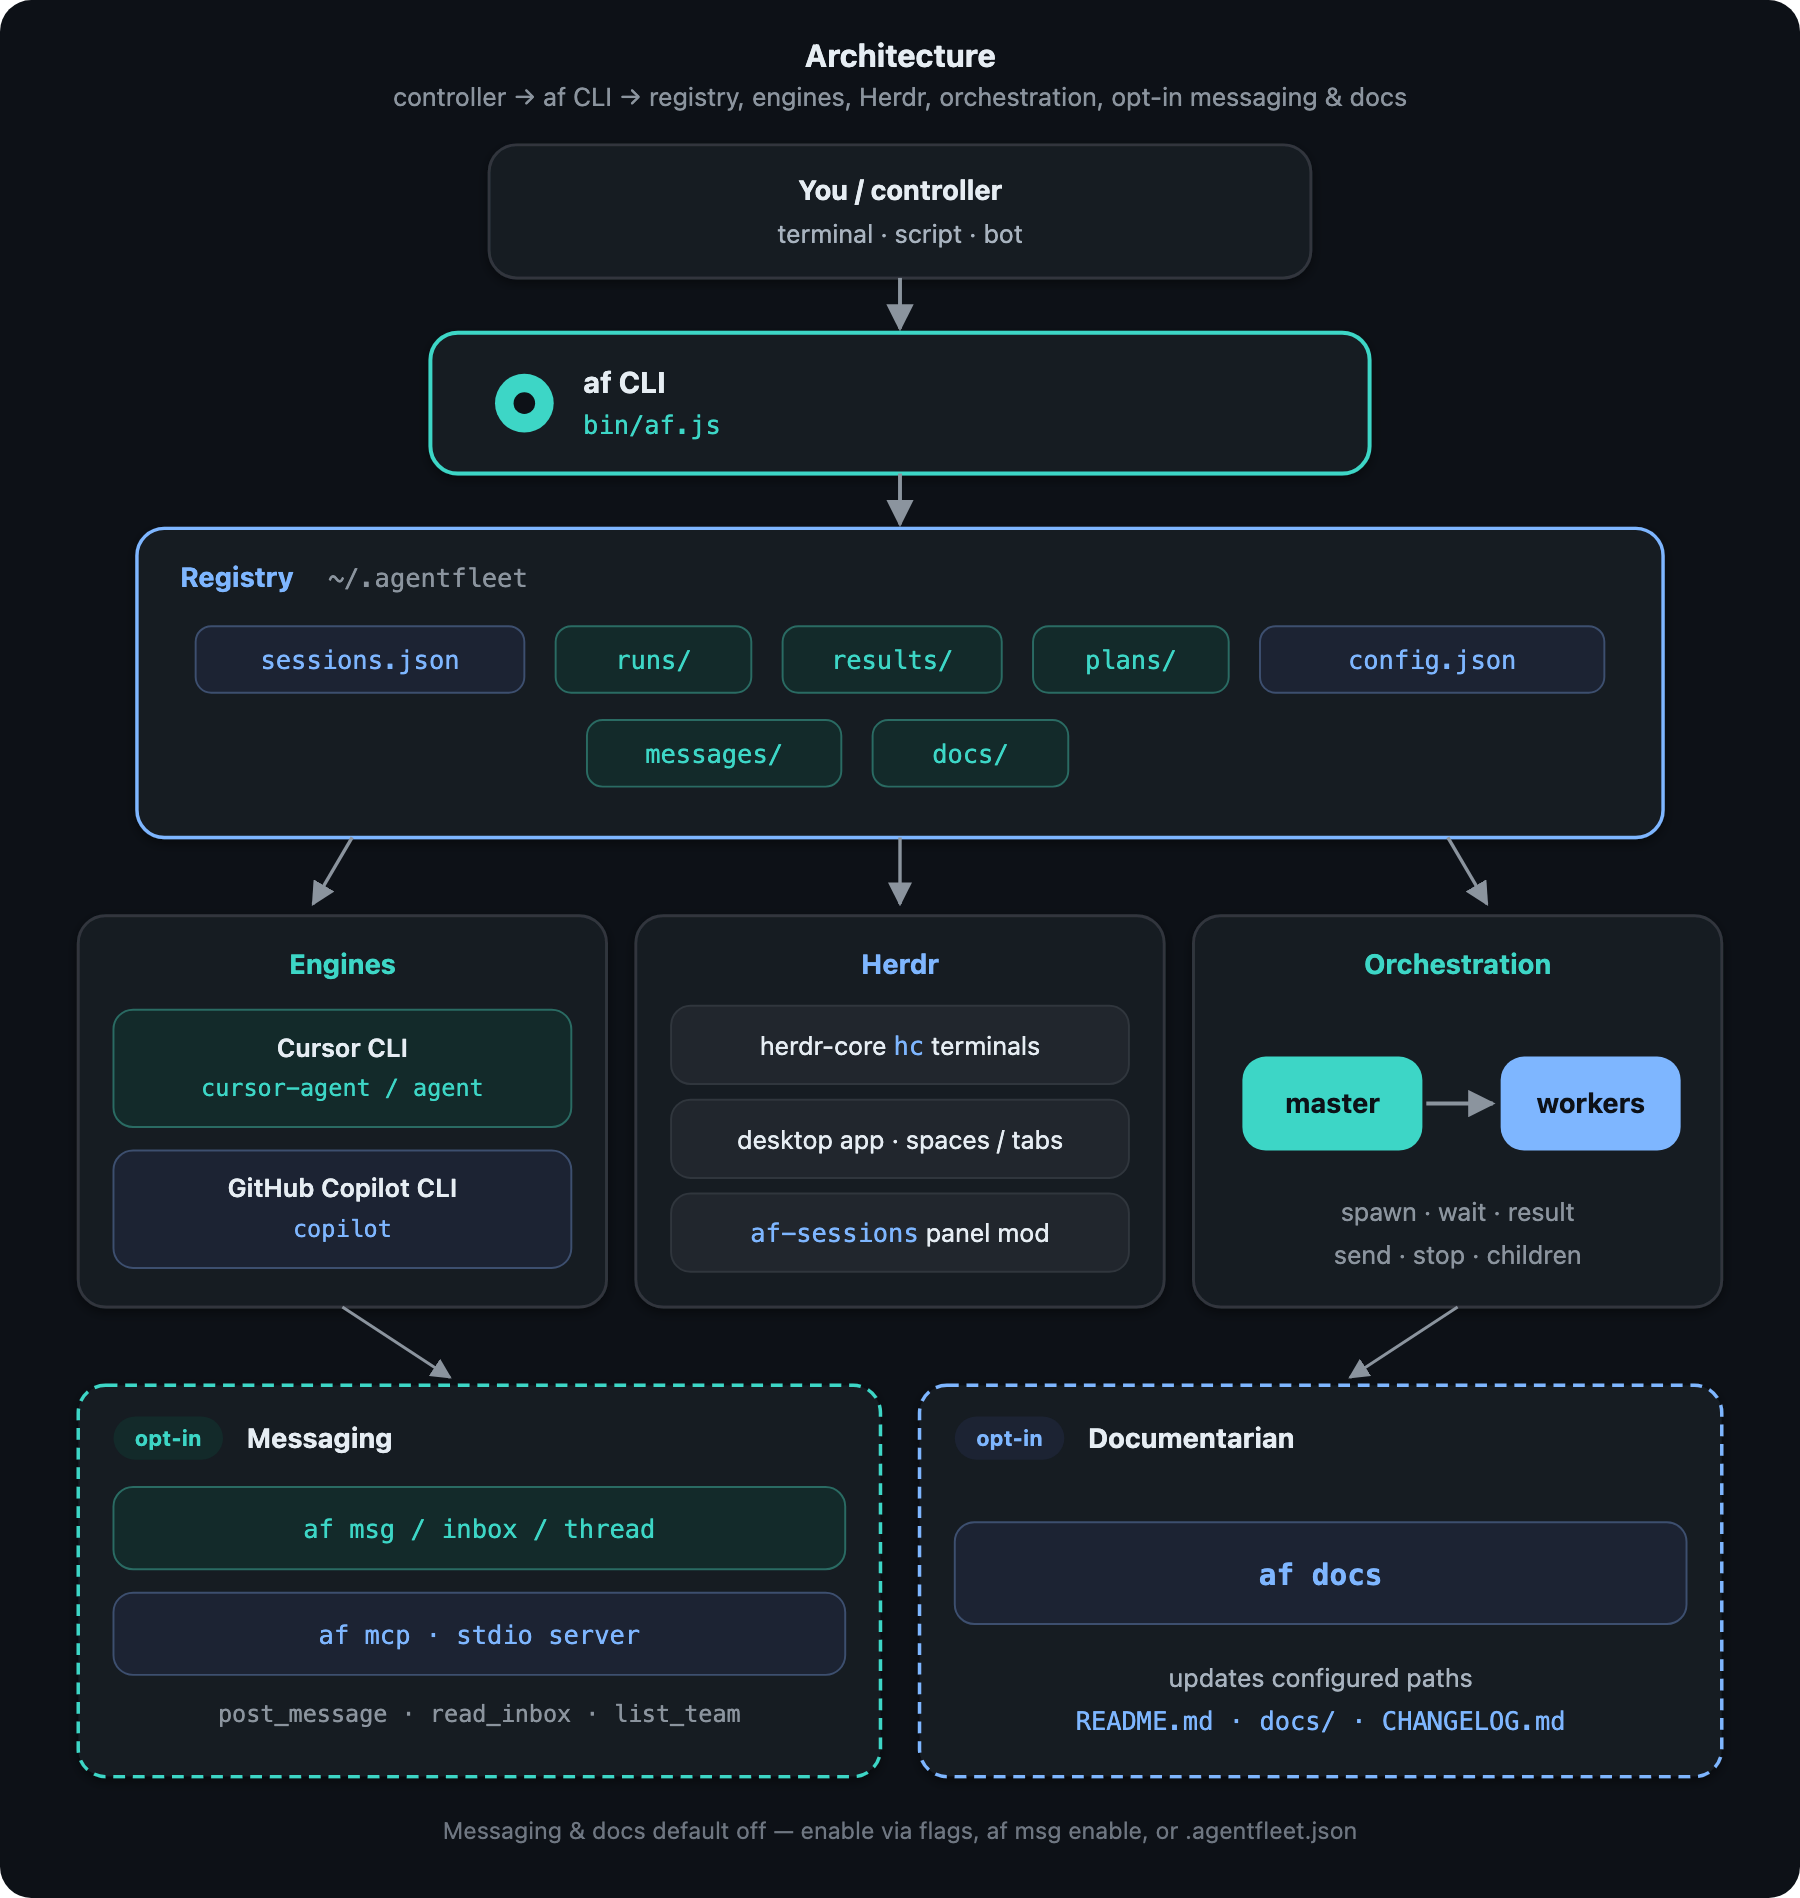 Architecture
controller → af CLI → registry, engines, Herdr, orchestration, opt-in messaging & docs
You / controller
terminal · script · bot
af CLI
bin/af.js
Registry ~/.agentfleet
sessions.json runs/ results/ plans/ config.json
messages/ docs/
Engines
Cursor CLI
cursor-agent / agent
GitHub Copilot CLI
copilot
Herdr
herdr-core hc terminals
desktop app · spaces / tabs
af-sessions panel mod
Orchestration
master
workers
spawn · wait · result
send · stop · children
opt-in Messaging
af msg / inbox / thread
af mcp · stdio server
post_message · read_inbox · list_team
opt-in Documentarian
af docs
updates configured paths
README.md · docs/ · CHANGELOG.md
Messaging & docs default off — enable via flags, af msg enable, or .agentfleet.json